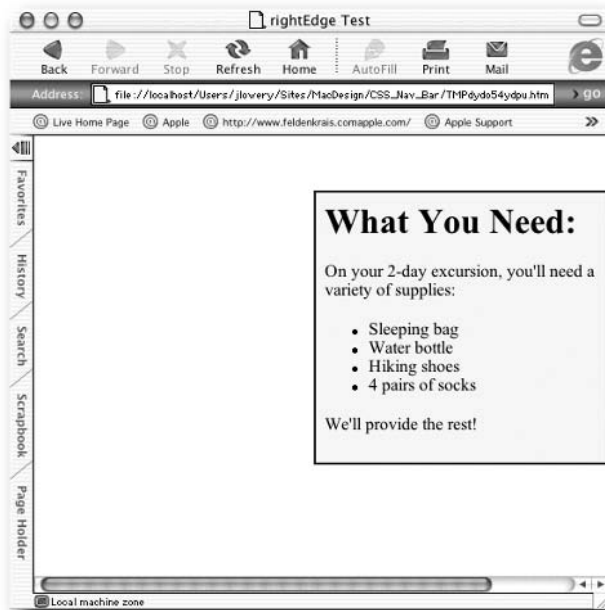 rightEdge Test
Back Forward Stop Refresh Home AutoFill Print Mail
Address: file://localhost/Users/jlowery/Sites/MacDesign/CSS_Nav_Bar/TMPdydo54ydpu.htm go
Live Home Page Apple http://www.feldenkrais.comapple.com/ Apple Support
Favorites
History
Search
Scrapbook
Page Holder
What You Need:
On your 2-day excursion, you'll need a
variety of supplies:
• Sleeping bag
• Water bottle
• Hiking shoes
• 4 pairs of socks
We'll provide the rest!
Local machine zone